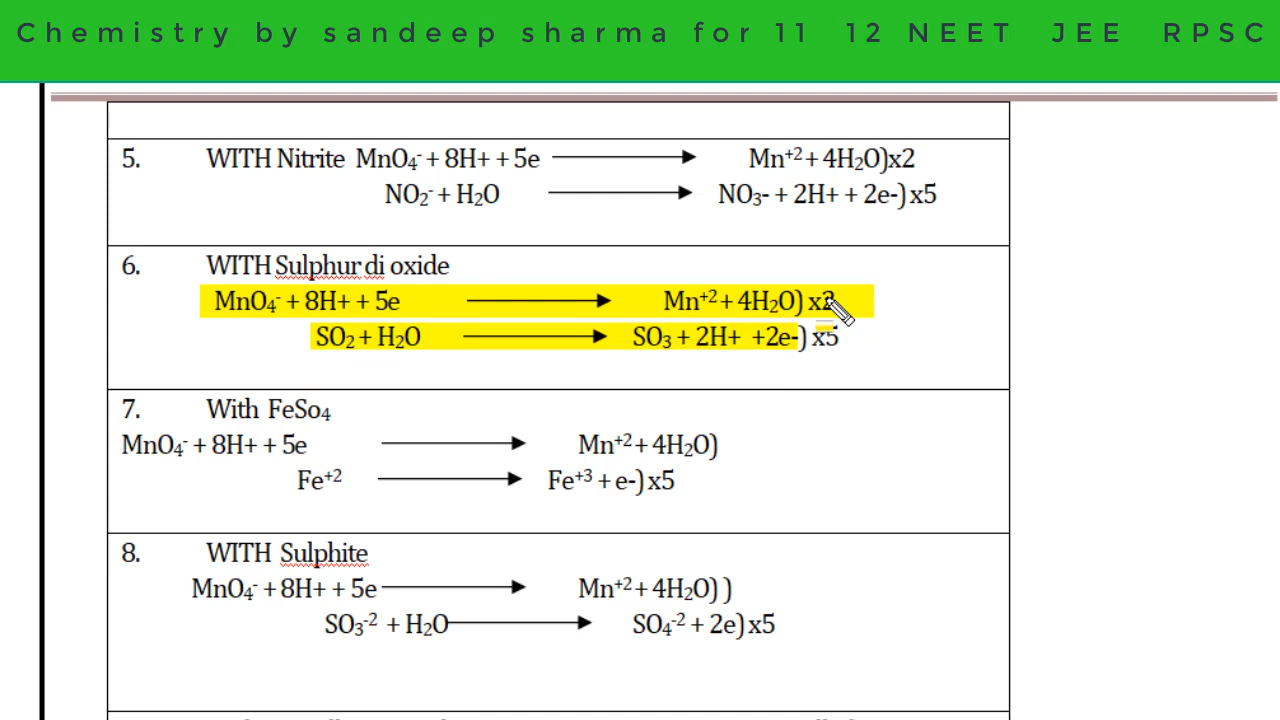 Chemistry by sandeep sharma for 11 12 NEET JEE RPSC
5. WITH Nitrite MnO₄⁻ + 8H+ + 5e ⟶ Mn⁺² + 4H₂O)x2
NO₂⁻ + H₂O ⟶ NO₃- + 2H+ + 2e-) x5
6. WITH Sulphur di oxide
MnO₄⁻ + 8H+ + 5e ⟶ Mn⁺² + 4H₂O) x2
SO₂ + H₂O ⟶ SO₃ + 2H+ +2e-) x5
7. With FeSo₄
MnO₄⁻ + 8H+ + 5e ⟶ Mn⁺² + 4H₂O)
Fe⁺² ⟶ Fe⁺³ + e-) x5
8. WITH Sulphite
MnO₄⁻ + 8H+ + 5e ⟶ Mn⁺² + 4H₂O) )
SO₃⁻² + H₂O ⟶ SO₄⁻² + 2e) x5